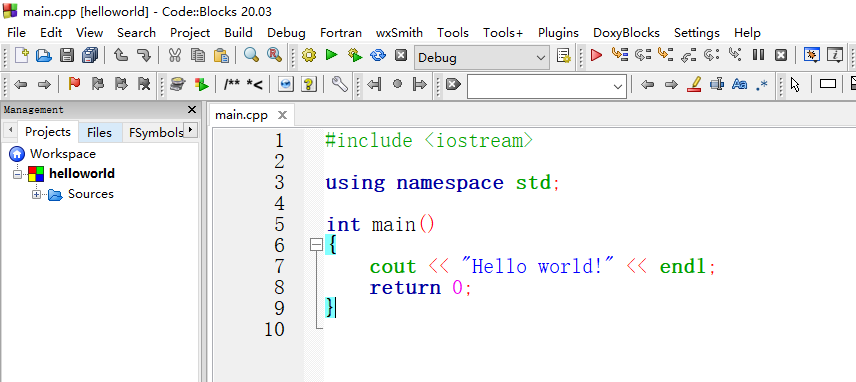 main.cpp [helloworld] - Code::Blocks 20.03
File Edit View Search Project Build Debug Fortran wxSmith Tools Tools+ Plugins DoxyBlocks Settings Help
Debug
/** *<
Aa .*
Management
main.cpp
Projects Files FSymbols
Workspace
helloworld
Sources
1 #include <iostream>
2
3 using namespace std;
4
5 int main()
6 {
7 cout << "Hello world!" << endl;
8 return 0;
9 }
10